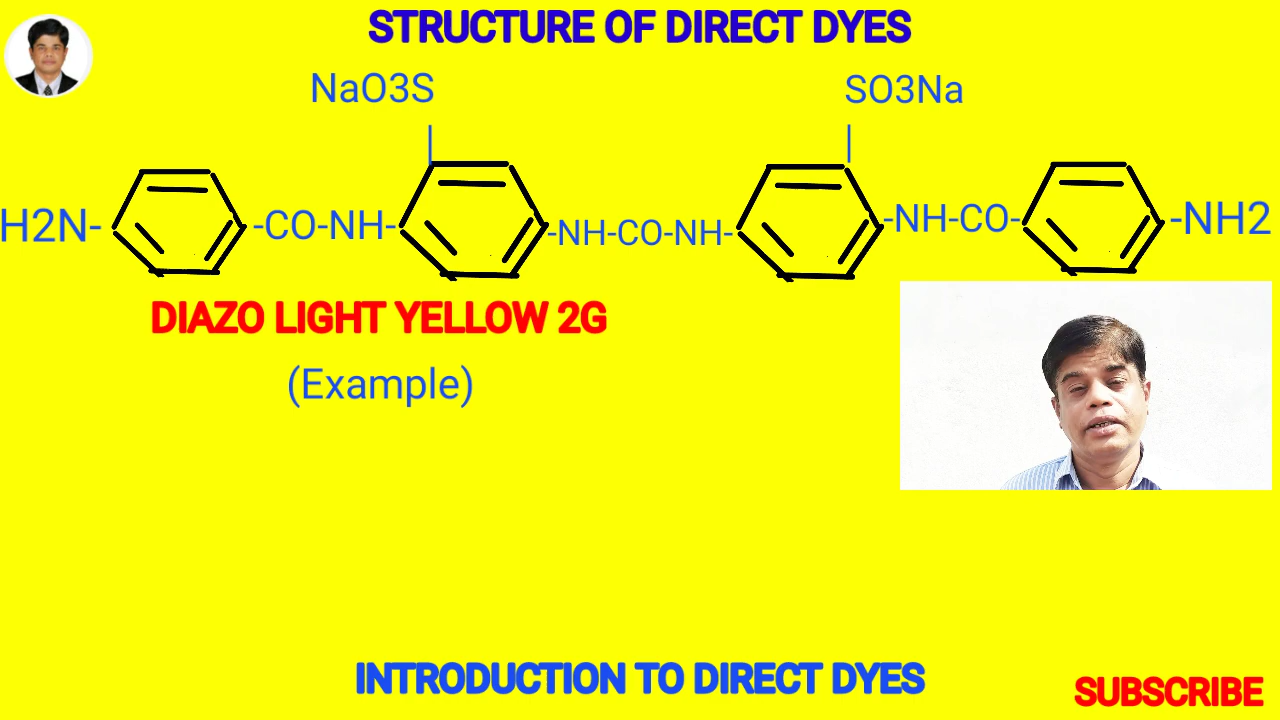 STRUCTURE OF DIRECT DYES
NaO3S SO3Na
H2N- -CO-NH- -NH-CO-NH- -NH-CO- -NH2
DIAZO LIGHT YELLOW 2G
(Example)
INTRODUCTION TO DIRECT DYES
SUBSCRIBE